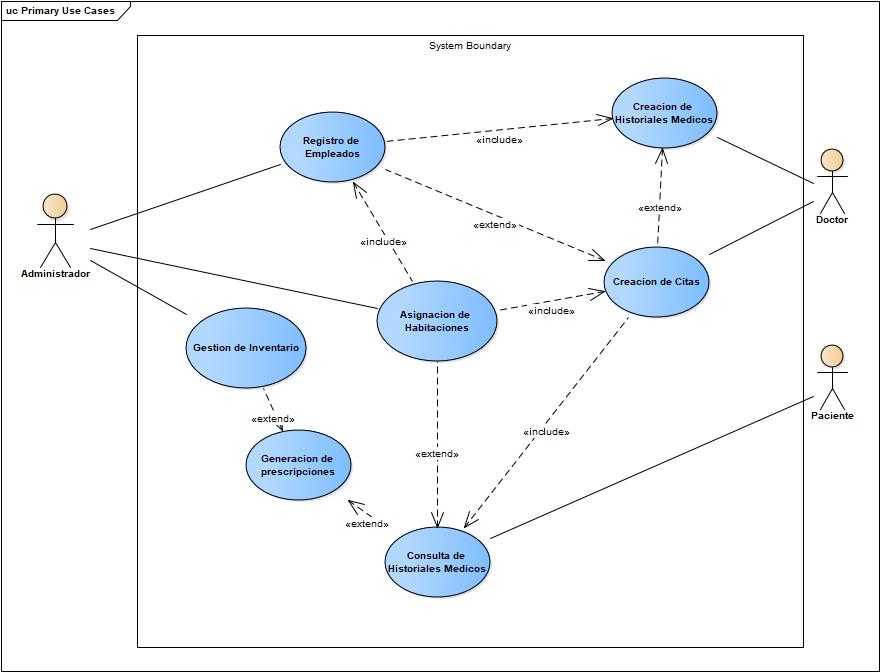 uc Primary Use Cases
System Boundary
Creacion de
Historiales Medicos
Registro de
Empleados
«include»
Doctor
«extend»
«extend»
«include»
Administrador
Creacion de Citas
Asignacion de
Habitaciones
«include»
Gestion de Inventario
Paciente
«extend»
«include»
«extend»
Generacion de
prescripciones
«extend»
Consulta de
Historiales Medicos